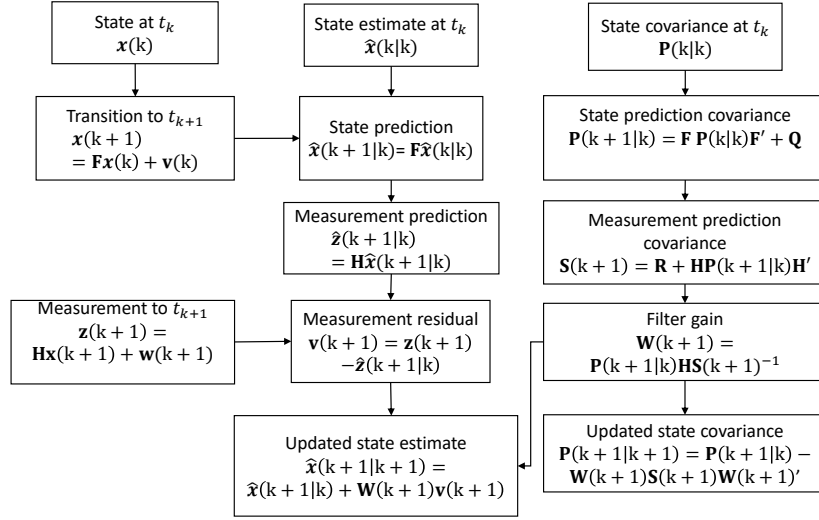 State at t_k
x(k)
State estimate at t_k
x̂(k|k)
State covariance at t_k
P(k|k)
Transition to t_{k+1}
x(k + 1)
= Fx(k) + v(k)
State prediction
x̂(k + 1|k)= Fx̂(k|k)
State prediction covariance
P(k + 1|k) = F P(k|k)F′ + Q
Measurement prediction
ẑ(k + 1|k)
= Hx̂(k + 1|k)
Measurement prediction
covariance
S(k + 1) = R + HP(k + 1|k)H′
Measurement to t_{k+1}
z(k + 1) =
Hx(k + 1) + w(k + 1)
Measurement residual
v(k + 1) = z(k + 1)
−ẑ(k + 1|k)
Filter gain
W(k + 1) =
P(k + 1|k)HS(k + 1)⁻¹
Updated state estimate
x̂(k + 1|k + 1) =
x̂(k + 1|k) + W(k + 1)v(k + 1)
Updated state covariance
P(k + 1|k + 1) = P(k + 1|k) −
W(k + 1)S(k + 1)W(k + 1)′